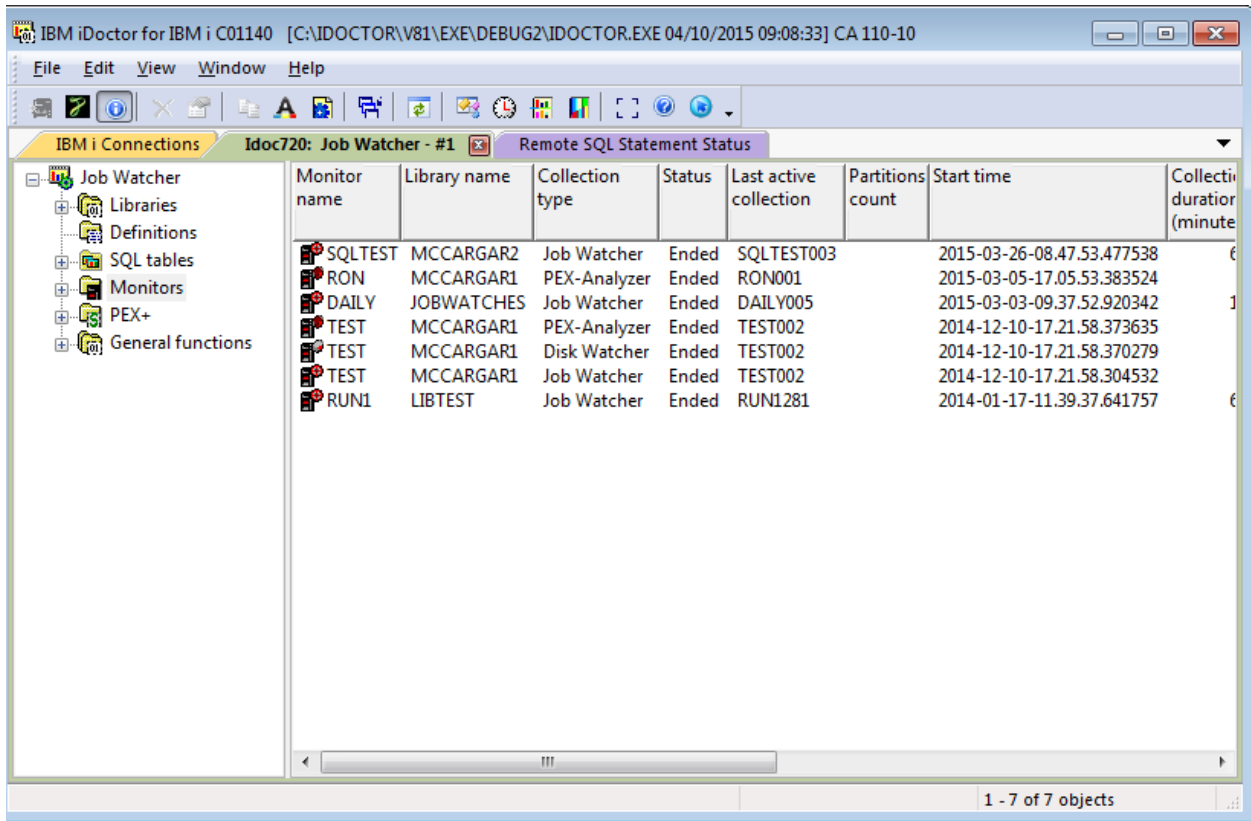 IBM iDoctor for IBM i C01140 [C:\IDOCTOR\V81\EXE\DEBUG2\IDOCTOR.EXE 04/10/2015 09:08:33] CA 110-10
File Edit View Window Help
IBM i Connections Idoc720: Job Watcher - #1 Remote SQL Statement Status
Job Watcher
Libraries
Definitions
SQL tables
Monitors
PEX+
General functions
Monitor name Library name Collection type Status Last active collection Partitions count Start time Collectio duration (minute
SQLTEST MCCARGAR2 Job Watcher Ended SQLTEST003 2015-03-26-08.47.53.477538 6
RON MCCARGAR1 PEX-Analyzer Ended RON001 2015-03-05-17.05.53.383524
DAILY JOBWATCHES Job Watcher Ended DAILY005 2015-03-03-09.37.52.920342 1
TEST MCCARGAR1 PEX-Analyzer Ended TEST002 2014-12-10-17.21.58.373635
TEST MCCARGAR1 Disk Watcher Ended TEST002 2014-12-10-17.21.58.370279
TEST MCCARGAR1 Job Watcher Ended TEST002 2014-12-10-17.21.58.304532
RUN1 LIBTEST Job Watcher Ended RUN1281 2014-01-17-11.39.37.641757 6
1 - 7 of 7 objects